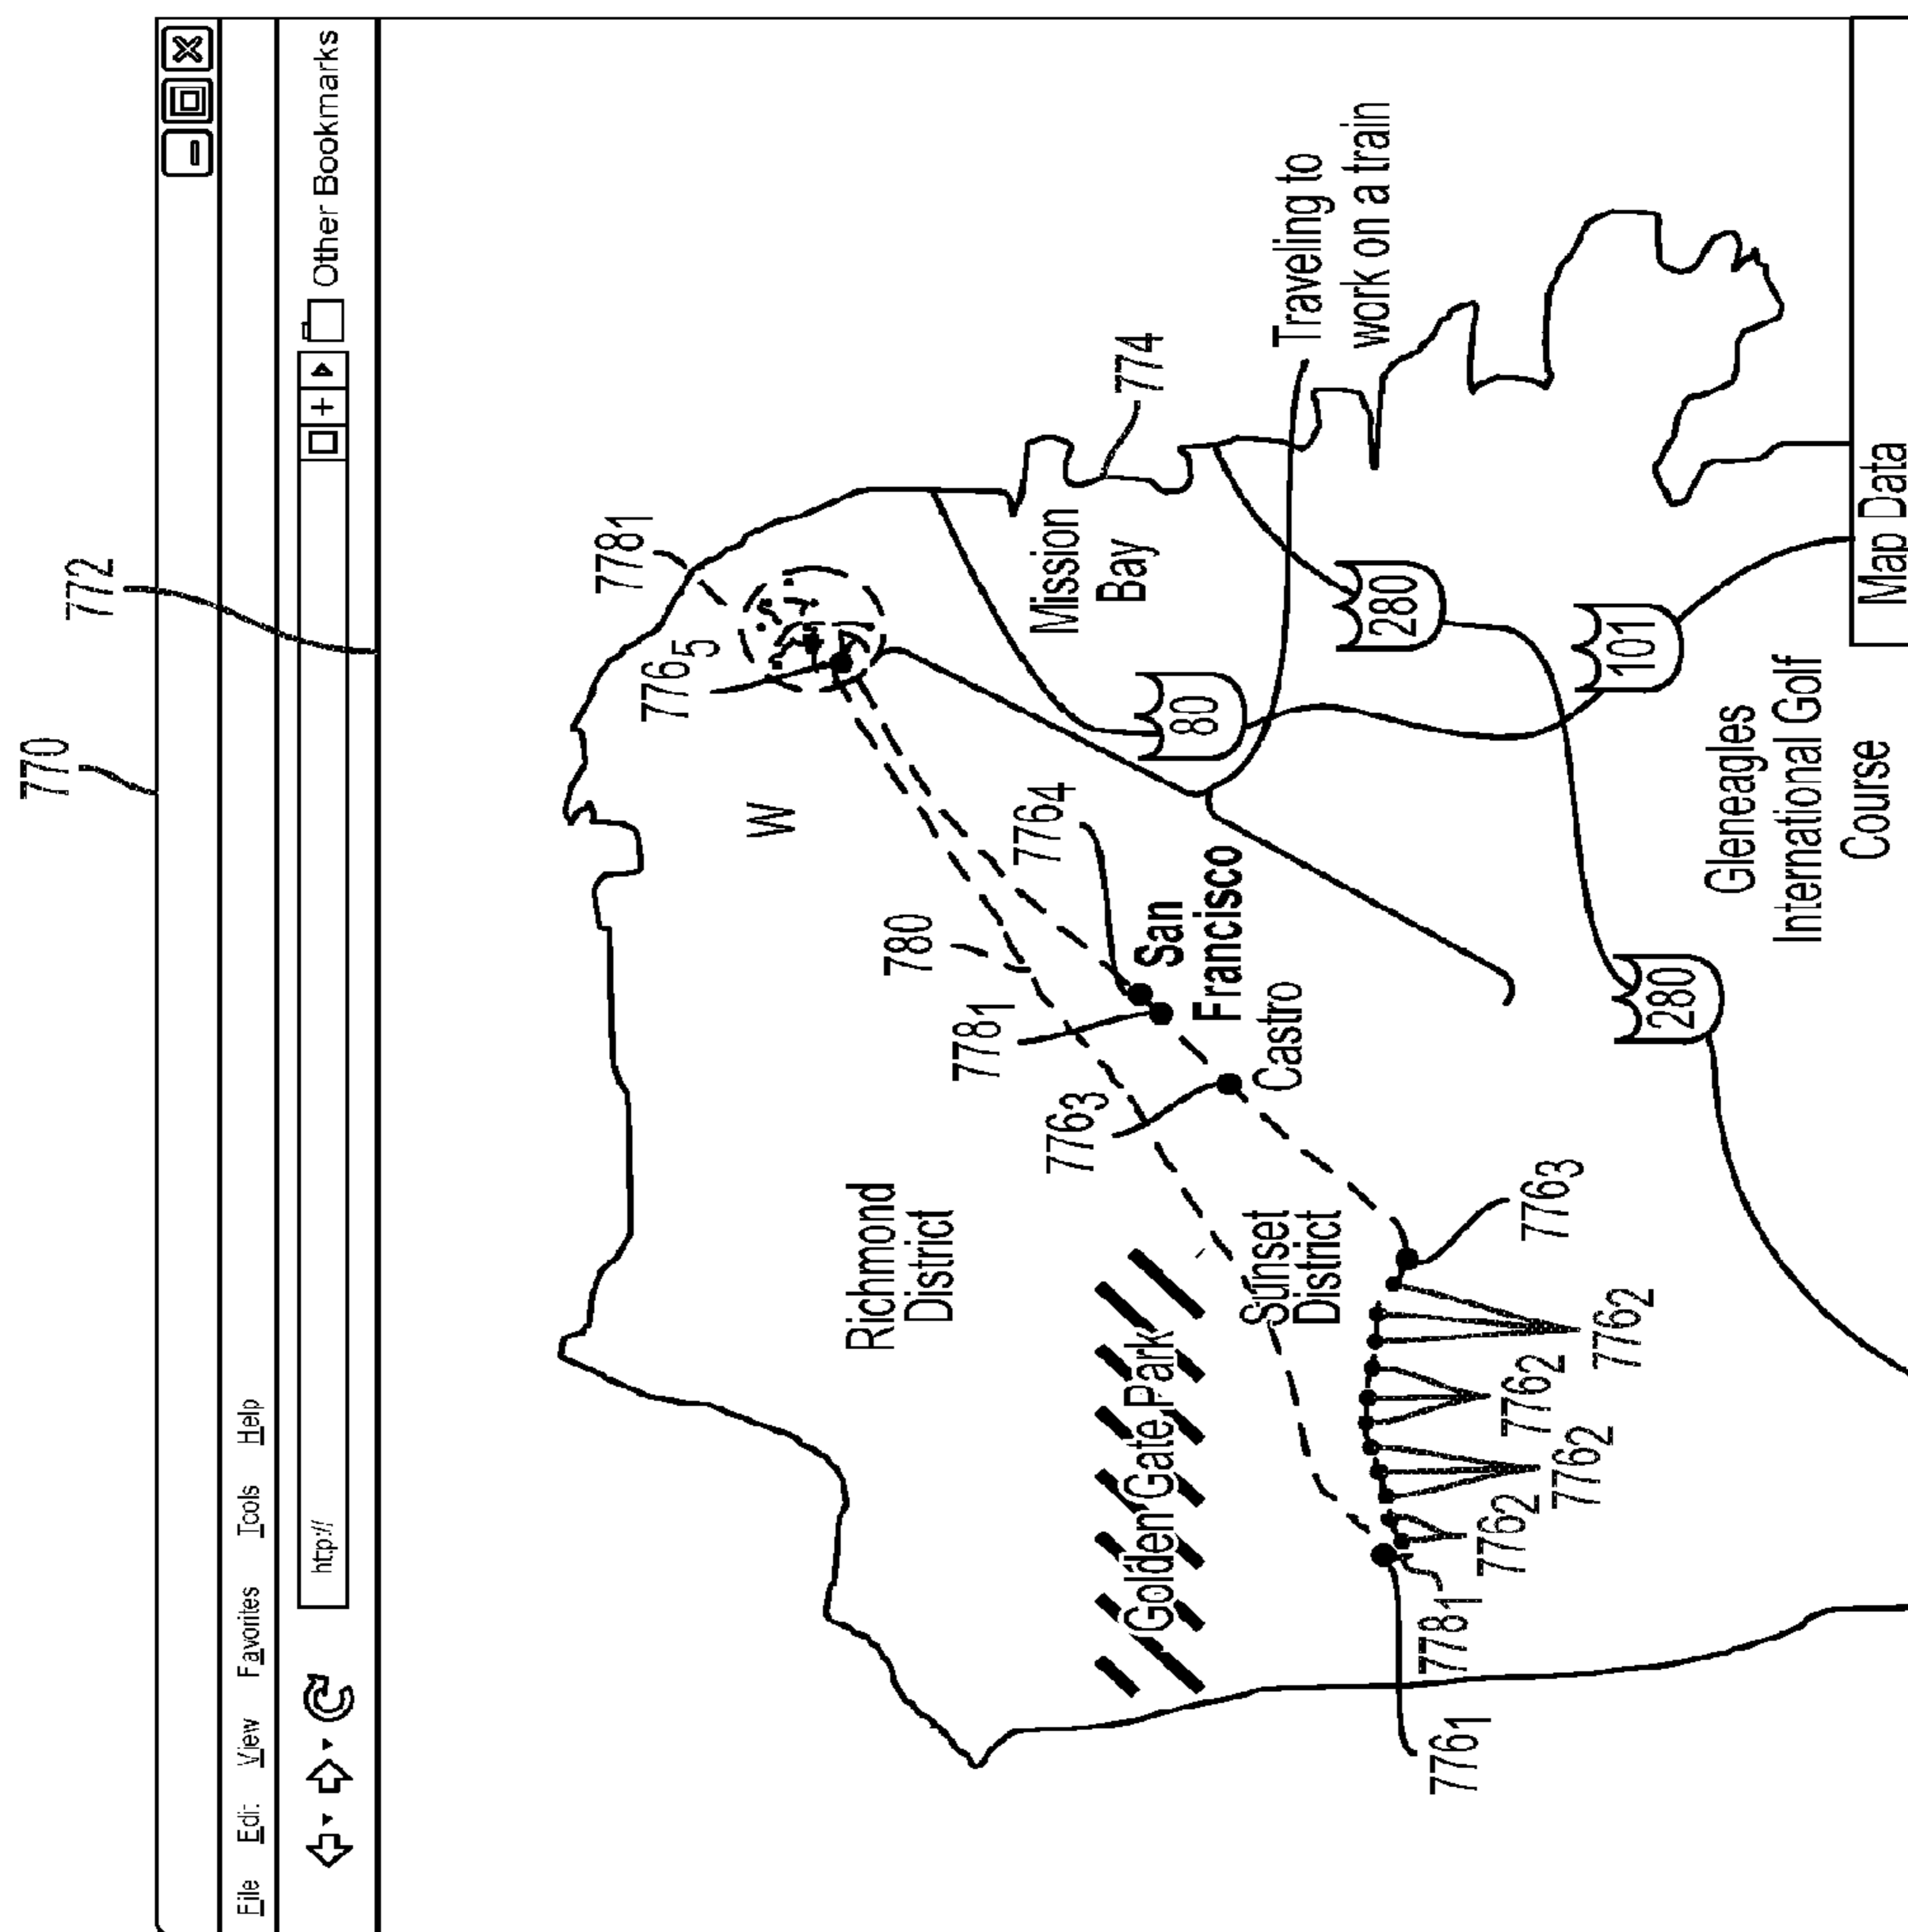 770
772
File Edit View Favorites Tools Help
http://
Other Bookmarks
7781
7765
W
780
7764
774
7781
7763
Richmond
District
Mission
Bay
San
Francisco
Castro
80
Golden Gate Park
Sunset
District
Traveling to
work on a train
280
101
7763
7762
7762
7762
7762
7781
7761
280
Gleneagles
International Golf
Course
Map Data